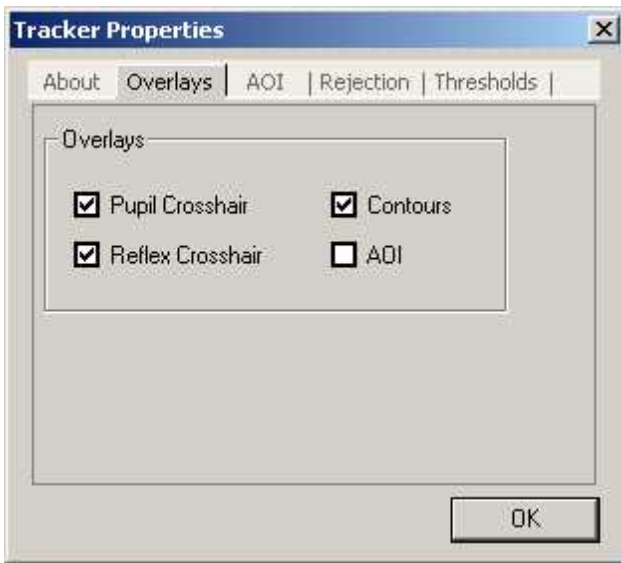 Tracker Properties
About Overlays AOI | Rejection | Thresholds |
Overlays
Pupil Crosshair Contours
Reflex Crosshair AOI
OK